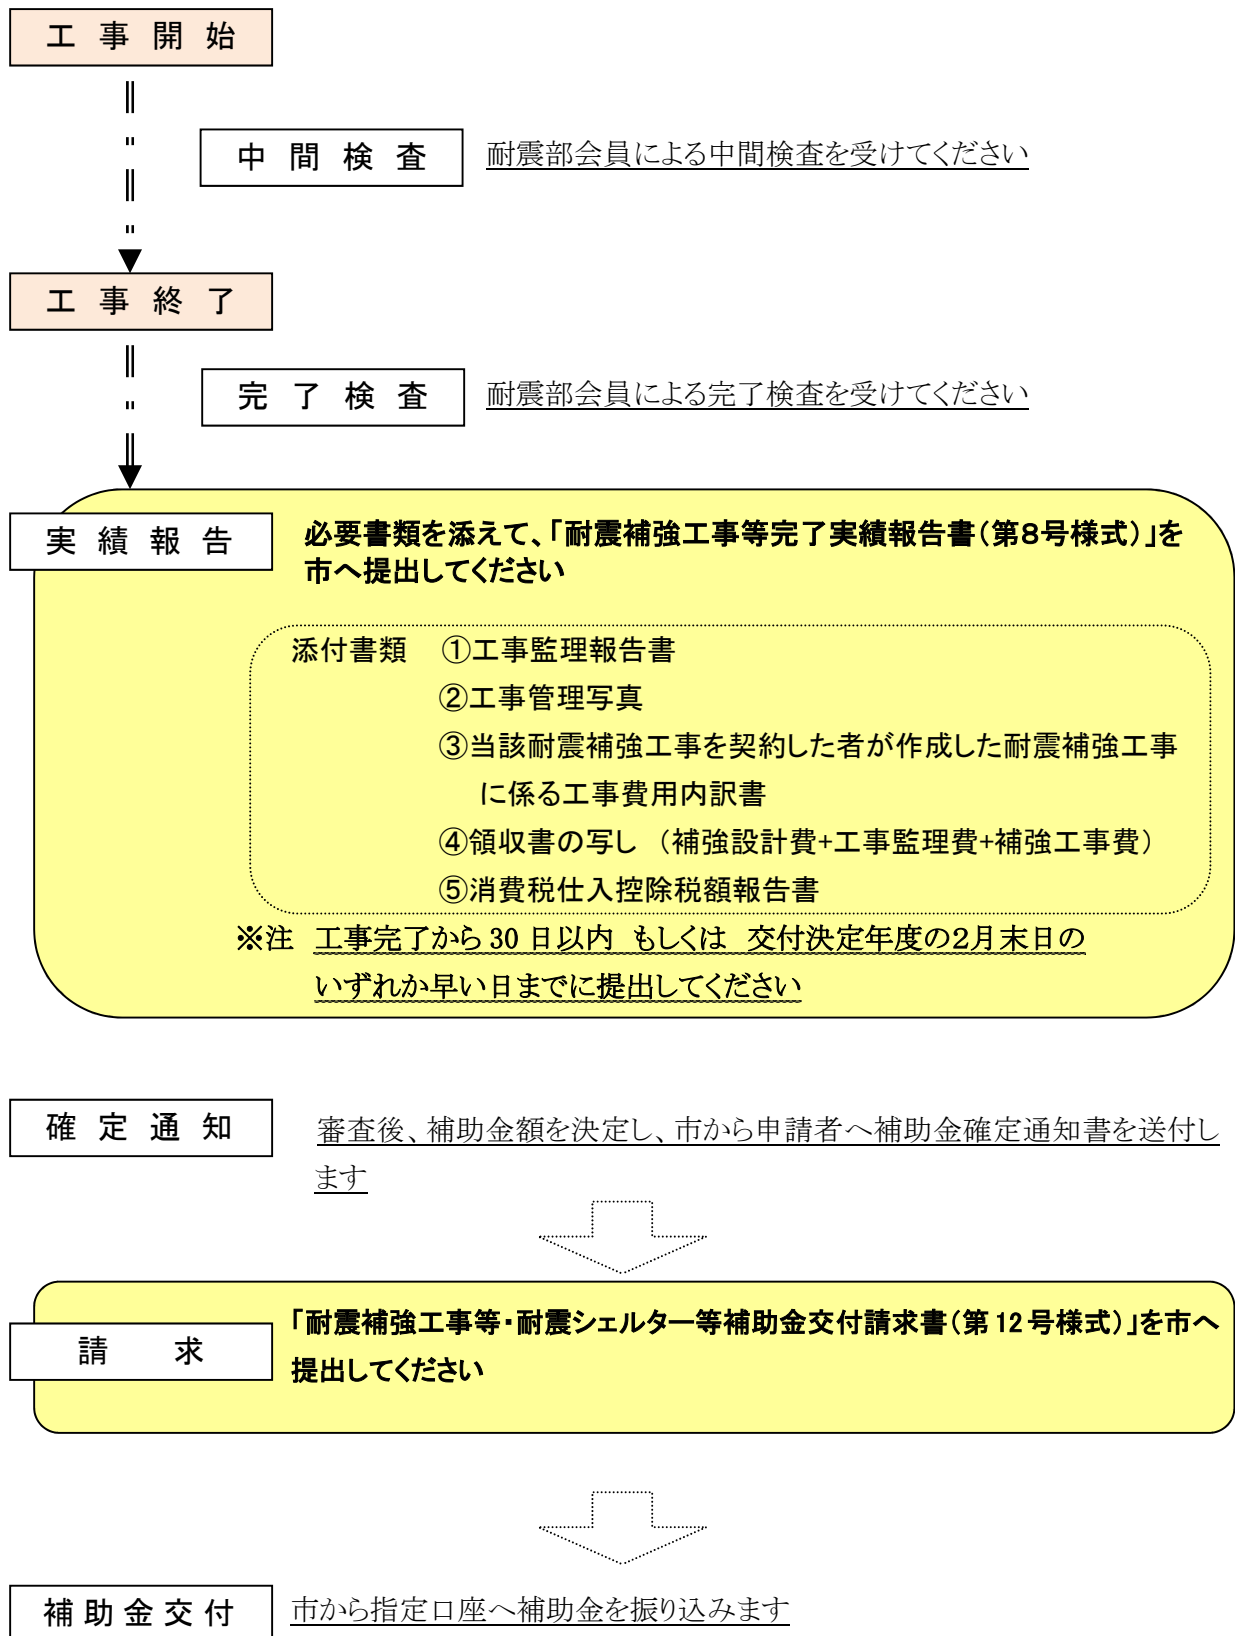 工事開始
中間検査 耐震部会員による中間検査を受けてください
工事終了
完了検査 耐震部会員による完了検査を受けてください
実績報告 必要書類を添えて、「耐震補強工事等完了実績報告書(第8号様式)」を
市へ提出してください
添付書類 ①工事監理報告書
②工事管理写真
③当該耐震補強工事を契約した者が作成した耐震補強工事
に係る工事費用内訳書
④領収書の写し (補強設計費+工事監理費+補強工事費)
⑤消費税仕入控除税額報告書
※注 工事完了から30日以内 もしくは 交付決定年度の2月末日の
いずれか早い日までに提出してください
確定通知 審査後、補助金額を決定し、市から申請者へ補助金確定通知書を送付し
ます
「耐震補強工事等・耐震シェルター等補助金交付請求書(第12号様式)」を市へ
請求 提出してください
補助金交付 市から指定口座へ補助金を振り込みます